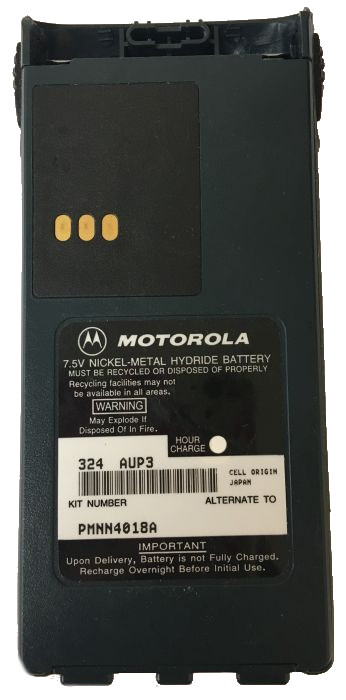 MOTOROLA
7.5V NICKEL-METAL HYDRIDE BATTERY
MUST BE RECYCLED OR DISPOSED OF PROPERLY
Recycling facilities may not
be available in all areas.
WARNING
May Explode If
Disposed Of In Fire.
HOUR
CHARGE
324 AUP3
CELL ORIGIN
JAPAN
KIT NUMBER ALTERNATE TO
PMNN4018A
IMPORTANT
Upon Delivery, Battery is not Fully Charged.
Recharge Overnight Before Initial Use.